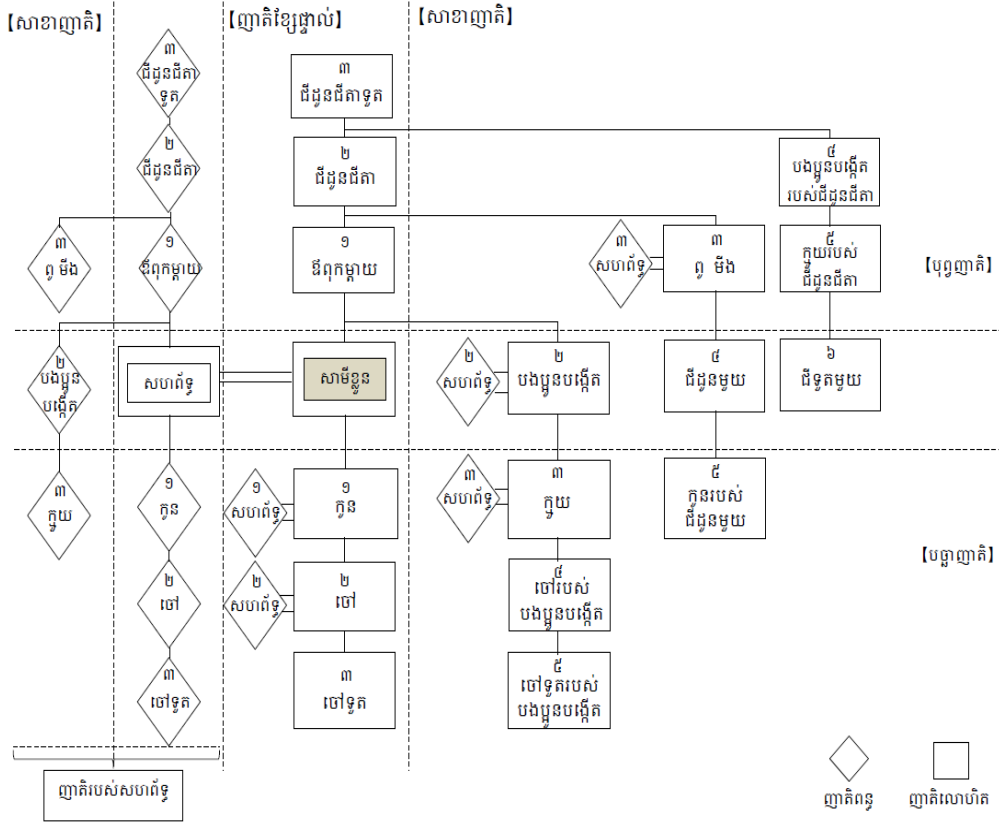 【សាខាញាតិ】
【ញាតិខ្សែផ្ទាល់】
【សាខាញាតិ】
៣
ជីដូនជីតា
ទួត
៣
ជីដូនជីតាទួត
២
ជីដូនជីតា
២
ជីដូនជីតា
៤
បងប្អូនបង្កើត
របស់ជីដូនជីតា
៣
ពូ មីង
១
ឪពុកម្តាយ
១
ឪពុកម្តាយ
៣
សហព័ទ្ធ
៣
ពូ មីង
៥
ក្មួយរបស់
ជីដូនជីតា
【បុព្វញាតិ】
២
បងប្អូន
បង្កើត
សហព័ទ្ធ
សាមីខ្លួន
២
សហព័ទ្ធ
២
បងប្អូនបង្កើត
៤
ជីដូនមួយ
៦
ជីទួតមួយ
៣
ក្មួយ
១
កូន
១
សហព័ទ្ធ
១
កូន
៣
សហព័ទ្ធ
៣
ក្មួយ
៥
កូនរបស់
ជីដូនមួយ
【បច្ឆាញាតិ】
២
ចៅ
២
សហព័ទ្ធ
២
ចៅ
៤
ចៅរបស់
បងប្អូនបង្កើត
៣
ចៅទួត
៣
ចៅទួត
៥
ចៅទួតរបស់
បងប្អូនបង្កើត
ញាតិរបស់សហព័ទ្ធ
ញាតិពន្ធ
ញាតិលោហិត